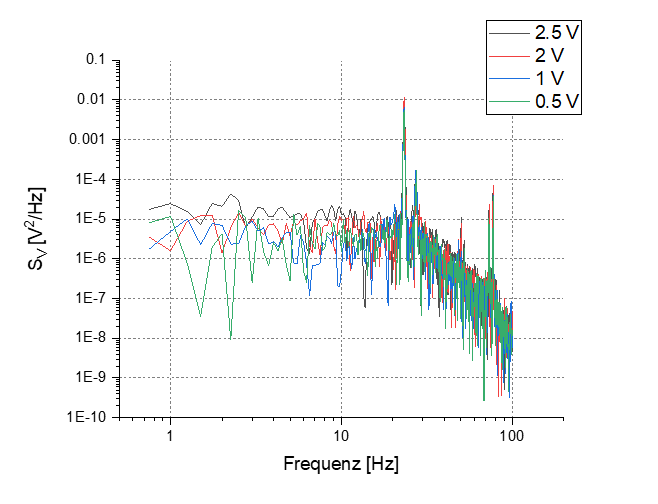 2.5 V
2 V
1 V
0.5 V
0.1
0.01
0.001
1E-4
1E-5
1E-6
1E-7
1E-8
1E-9
1E-10
S_V [V²/Hz]
1 10 100
Frequenz [Hz]